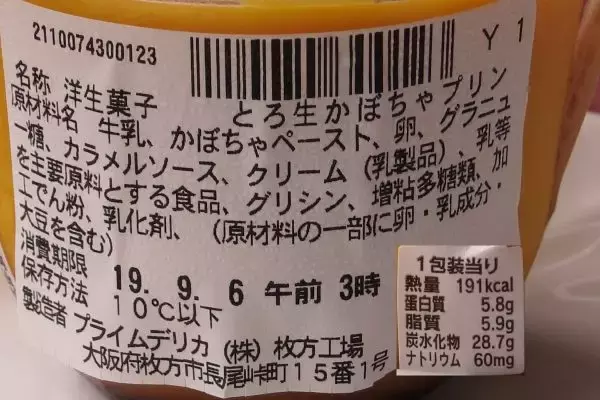 2110074300123
Y 1
名称 洋生菓子 とろ生かぼちゃプリン
原材料名 牛乳、かぼちゃペースト、卵、グラニュ
ー糖、カラメルソース、クリーム(乳製品)、乳等
を主要原料とする食品、グリシン、増粘多糖類、加
工でん粉、乳化剤、(原材料の一部に卵・乳成分・
大豆を含む)
消費期限 19. 9. 6 午前 3時
保存方法 10℃以下
製造者 プライムデリカ(株)枚方工場
大阪府枚方市長尾峠町15番1号
1包装当り
熱量 191kcal
蛋白質 5.8g
脂質 5.9g
炭水化物 28.7g
ナトリウム 60mg